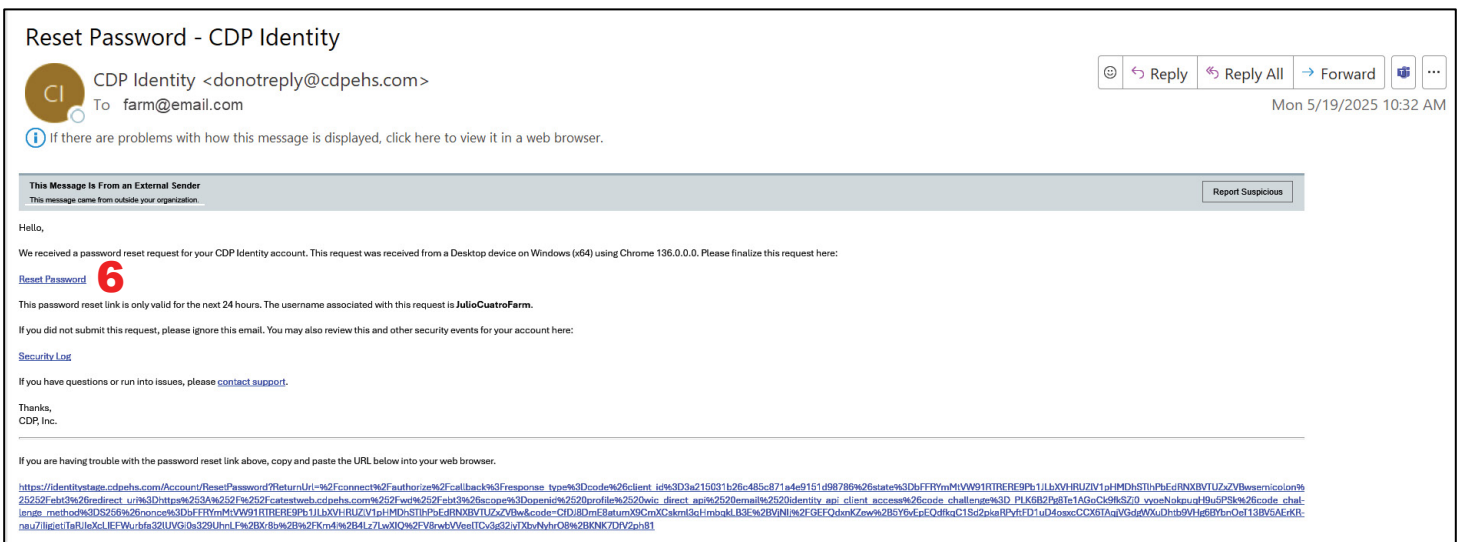 Reset Password - CDP Identity
CI
CDP Identity <donotreply@cdpehs.com>
To farm@email.com
Reply
Reply All
Forward
...
Mon 5/19/2025 10:32 AM
If there are problems with how this message is displayed, click here to view it in a web browser.
This Message Is From an External Sender
This message came from outside your organization.
Report Suspicious
Hello,
We received a password reset request for your CDP Identity account. This request was received from a Desktop device on Windows (x64) using Chrome 136.0.0.0. Please finalize this request here:
Reset Password 6
This password reset link is only valid for the next 24 hours. The username associated with this request is JulioCuatroFarm.
If you did not submit this request, please ignore this email. You may also review this and other security events for your account here:
Security Log
If you have questions or run into issues, please contact support.
Thanks,
CDP, Inc.
If you are having trouble with the password reset link above, copy and paste the URL below into your web browser.